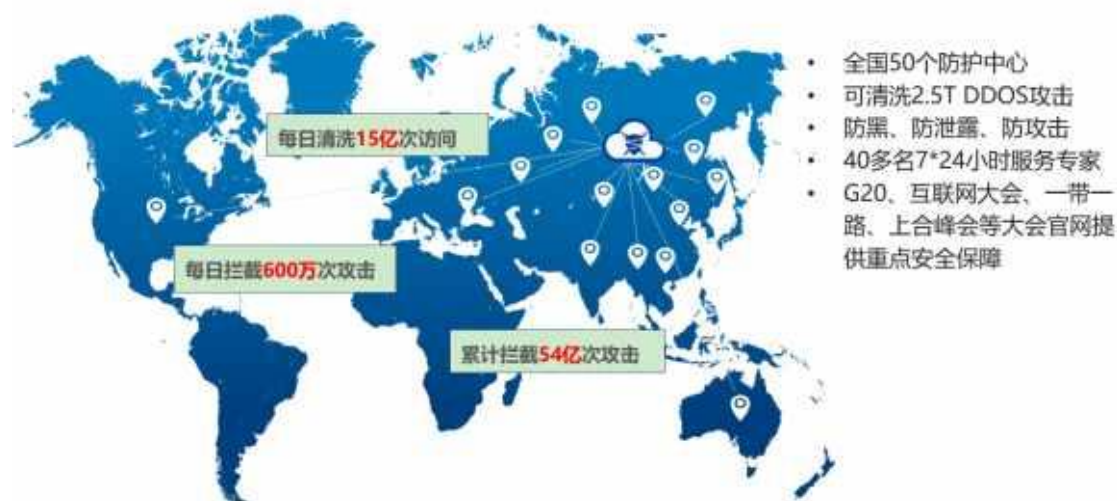 每日清洗15亿次访问
每日拦截600万次攻击
累计拦截54亿次攻击
• 全国50个防护中心
• 可清洗2.5T DDOS攻击
• 防黑、防泄露、防攻击
• 40多名7*24小时服务专家
• G20、互联网大会、一带一
路、上合峰会等大会官网提
供重点安全保障